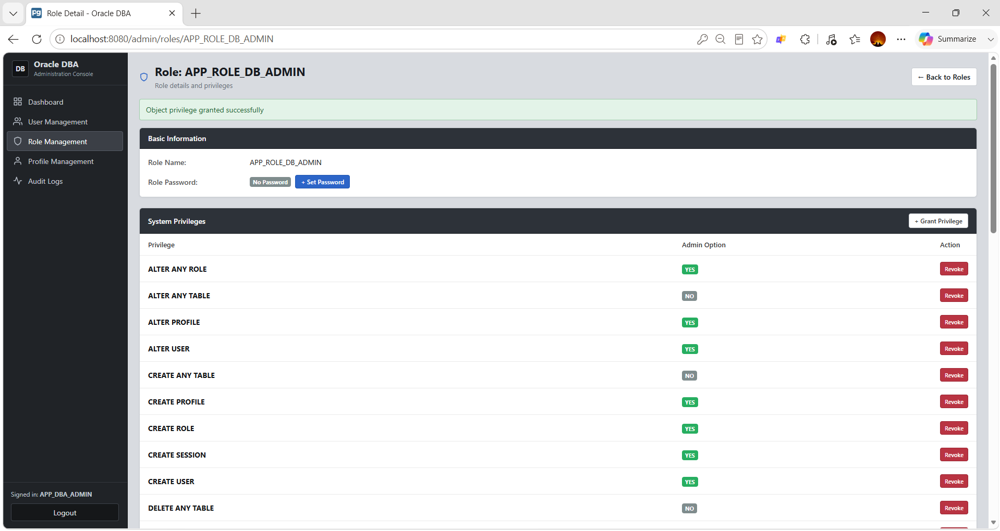 Role Detail - Oracle DBA
localhost:8080/admin/roles/APP_ROLE_DB_ADMIN
Summarize
DB
Oracle DBA
Administration Console
Dashboard
User Management
Role Management
Profile Management
Audit Logs
Signed in: APP_DBA_ADMIN
Logout
Role: APP_ROLE_DB_ADMIN
Role details and privileges
← Back to Roles
Object privilege granted successfully
Basic Information
Role Name: APP_ROLE_DB_ADMIN
Role Password: No Password + Set Password
System Privileges + Grant Privilege
Privilege Admin Option Action
ALTER ANY ROLE YES Revoke
ALTER ANY TABLE NO Revoke
ALTER PROFILE YES Revoke
ALTER USER YES Revoke
CREATE ANY TABLE NO Revoke
CREATE PROFILE YES Revoke
CREATE ROLE YES Revoke
CREATE SESSION YES Revoke
CREATE USER YES Revoke
DELETE ANY TABLE NO Revoke